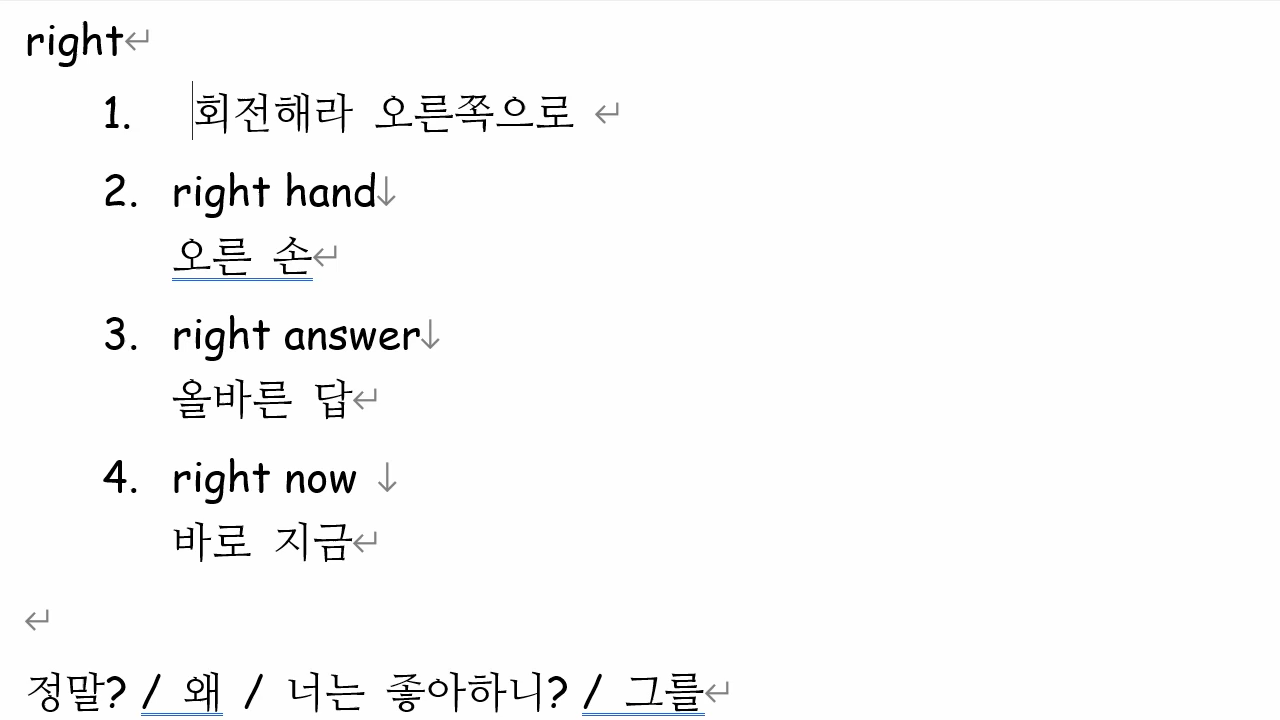 right
1. 회전해라 오른쪽으로
2. right hand
오른 손
3. right answer
올바른 답
4. right now
바로 지금
정말? / 왜 / 너는 좋아하니? / 그를